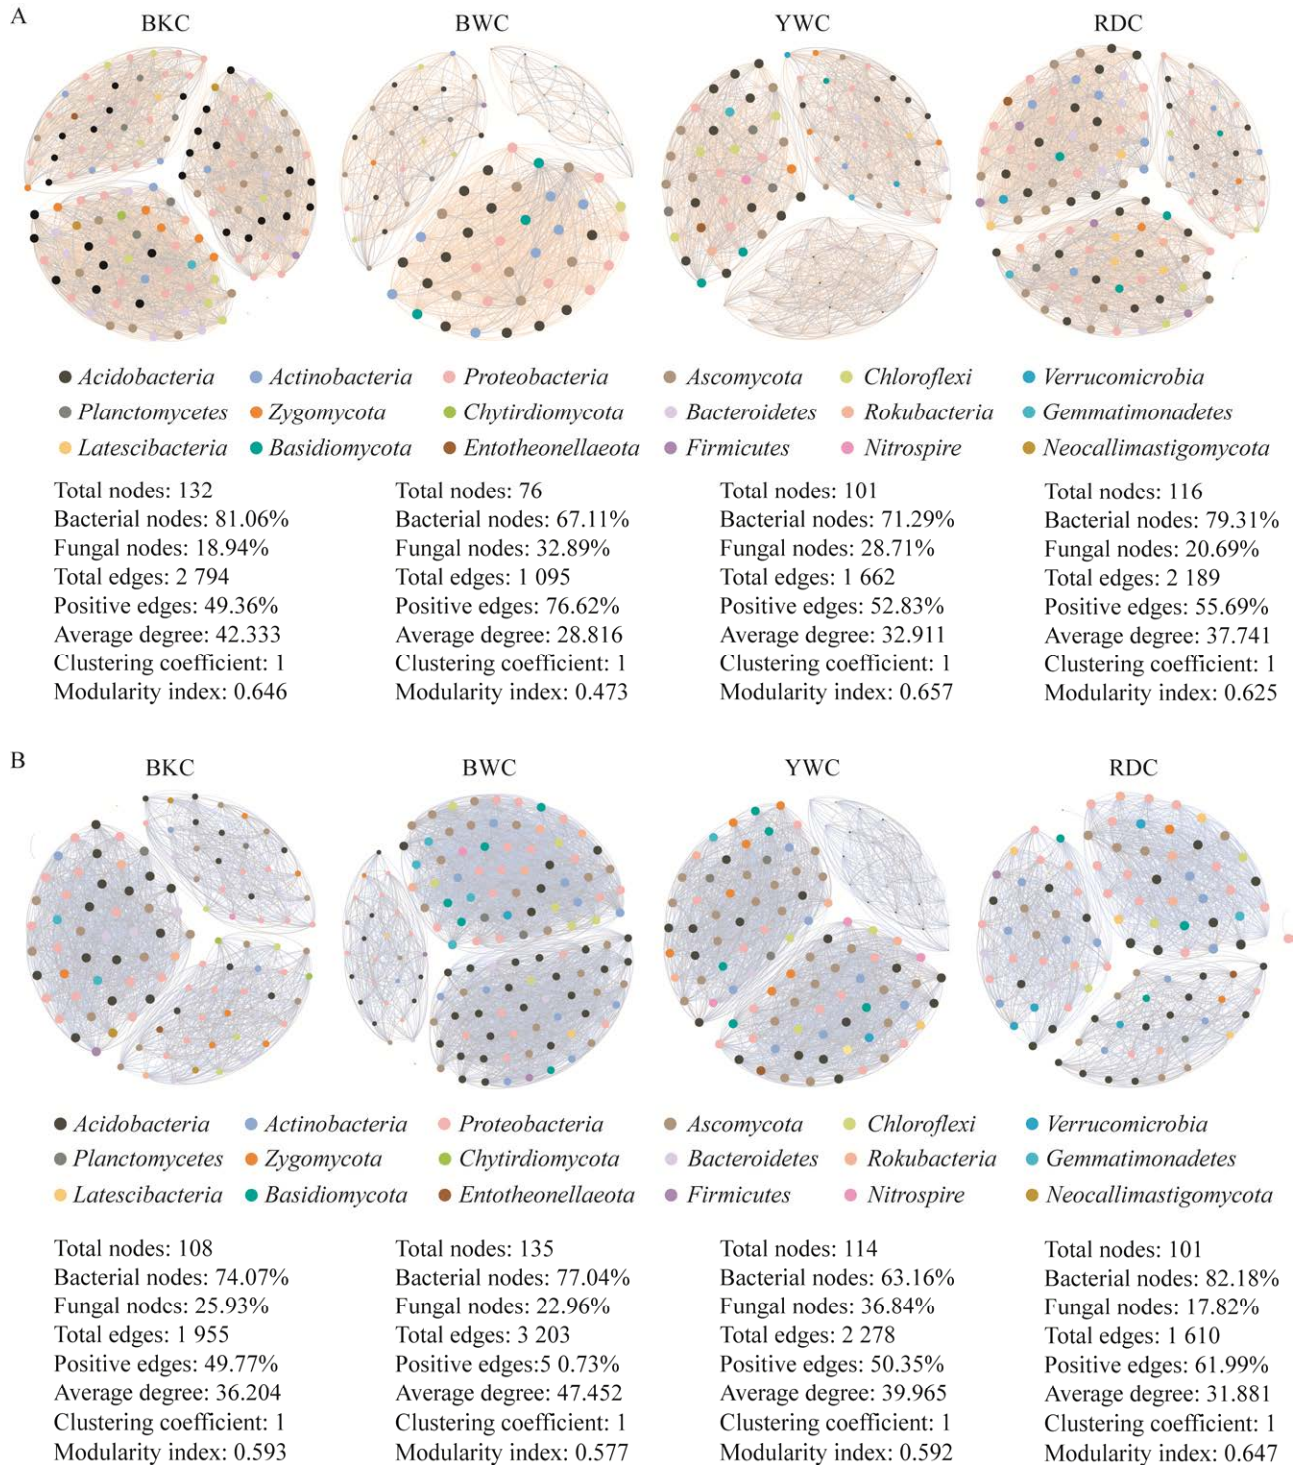 A
BKC BWC YWC RDC
Acidobacteria Actinobacteria Proteobacteria Ascomycota Chloroflexi Verrucomicrobia
Planctomycetes Zygomycota Chytirdiomycota Bacteroidetes Rokubacteria Gemmatimonadetes
Latescibacteria Basidiomycota Entotheonellaeota Firmicutes Nitrospire Neocallimastigomycota
Total nodes: 132 Total nodes: 76 Total nodes: 101 Total nodes: 116
Bacterial nodes: 81.06% Bacterial nodes: 67.11% Bacterial nodes: 71.29% Bacterial nodes: 79.31%
Fungal nodes: 18.94% Fungal nodes: 32.89% Fungal nodes: 28.71% Fungal nodes: 20.69%
Total edges: 2 794 Total edges: 1 095 Total edges: 1 662 Total edges: 2 189
Positive edges: 49.36% Positive edges: 76.62% Positive edges: 52.83% Positive edges: 55.69%
Average degree: 42.333 Average degree: 28.816 Average degree: 32.911 Average degree: 37.741
Clustering coefficient: 1 Clustering coefficient: 1 Clustering coefficient: 1 Clustering coefficient: 1
Modularity index: 0.646 Modularity index: 0.473 Modularity index: 0.657 Modularity index: 0.625
B
BKC BWC YWC RDC
Acidobacteria Actinobacteria Proteobacteria Ascomycota Chloroflexi Verrucomicrobia
Planctomycetes Zygomycota Chytirdiomycota Bacteroidetes Rokubacteria Gemmatimonadetes
Latescibacteria Basidiomycota Entotheonellaeota Firmicutes Nitrospire Neocallimastigomycota
Total nodes: 108 Total nodes: 135 Total nodes: 114 Total nodes: 101
Bacterial nodes: 74.07% Bacterial nodes: 77.04% Bacterial nodes: 63.16% Bacterial nodes: 82.18%
Fungal nodes: 25.93% Fungal nodes: 22.96% Fungal nodes: 36.84% Fungal nodes: 17.82%
Total edges: 1 955 Total edges: 3 203 Total edges: 2 278 Total edges: 1 610
Positive edges: 49.77% Positive edges:5 0.73% Positive edges: 50.35% Positive edges: 61.99%
Average degree: 36.204 Average degree: 47.452 Average degree: 39.965 Average degree: 31.881
Clustering coefficient: 1 Clustering coefficient: 1 Clustering coefficient: 1 Clustering coefficient: 1
Modularity index: 0.593 Modularity index: 0.577 Modularity index: 0.592 Modularity index: 0.647